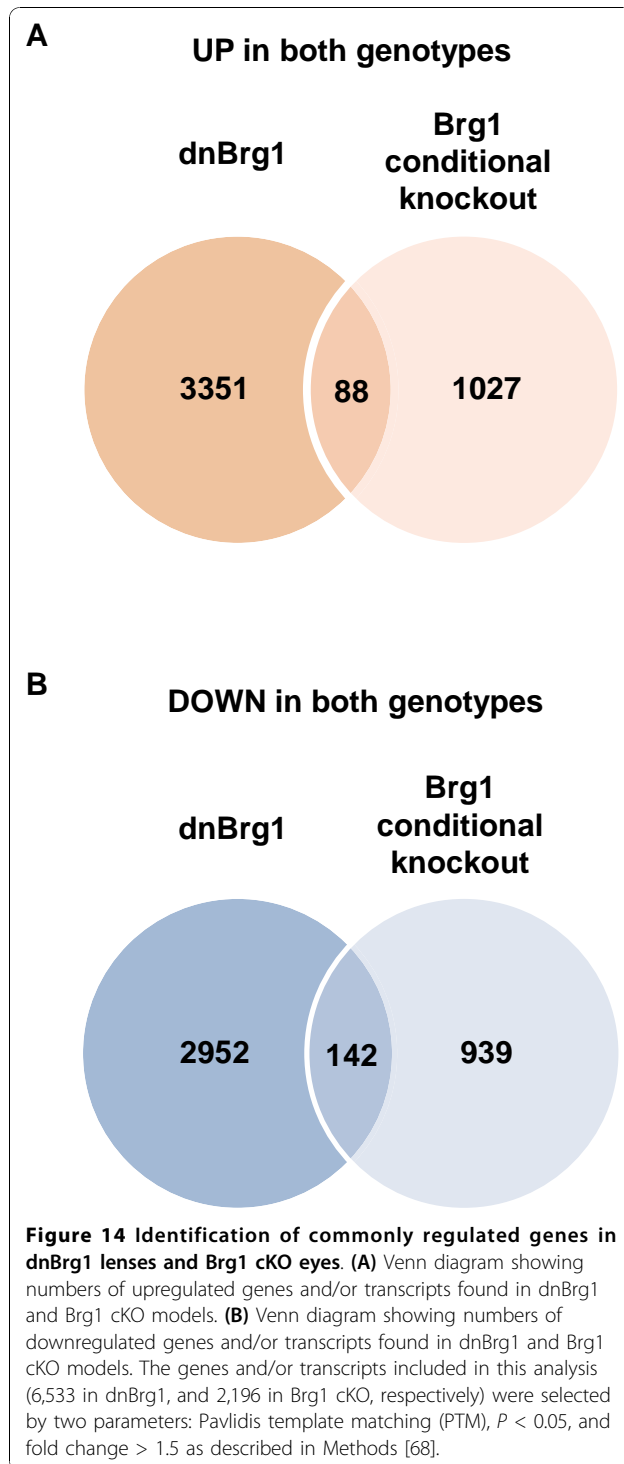 A
UP in both genotypes
dnBrg1
Brg1
conditional
knockout
3351
88
1027
B
DOWN in both genotypes
dnBrg1
Brg1
conditional
knockout
2952
142
939
Figure 14 Identification of commonly regulated genes in
dnBrg1 lenses and Brg1 cKO eyes. (A) Venn diagram showing
numbers of upregulated genes and/or transcripts found in dnBrg1
and Brg1 cKO models. (B) Venn diagram showing numbers of
downregulated genes and/or transcripts found in dnBrg1 and Brg1
cKO models. The genes and/or transcripts included in this analysis
(6,533 in dnBrg1, and 2,196 in Brg1 cKO, respectively) were selected
by two parameters: Pavlidis template matching (PTM), P < 0.05, and
fold change > 1.5 as described in Methods [68].